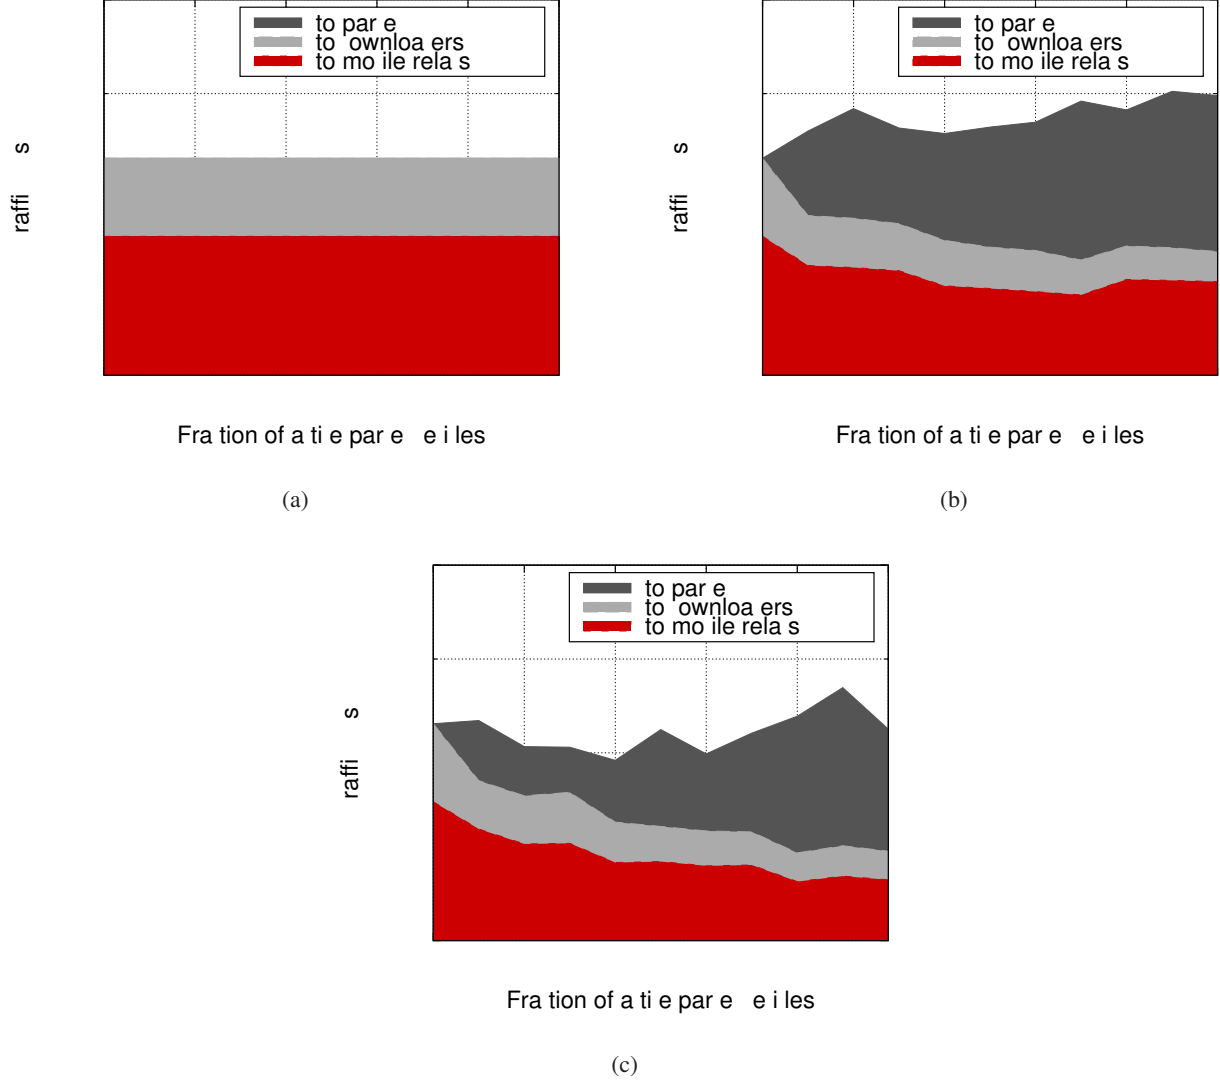 to par e
to ownloa ers
to mo ile rela s
raffi s
Fra tion of a ti e par e e i les
(a)
to par e
to ownloa ers
to mo ile rela s
raffi s
Fra tion of a ti e par e e i les
(b)
to par e
to ownloa ers
to mo ile rela s
raffi s
Fra tion of a ti e par e e i les
(c)